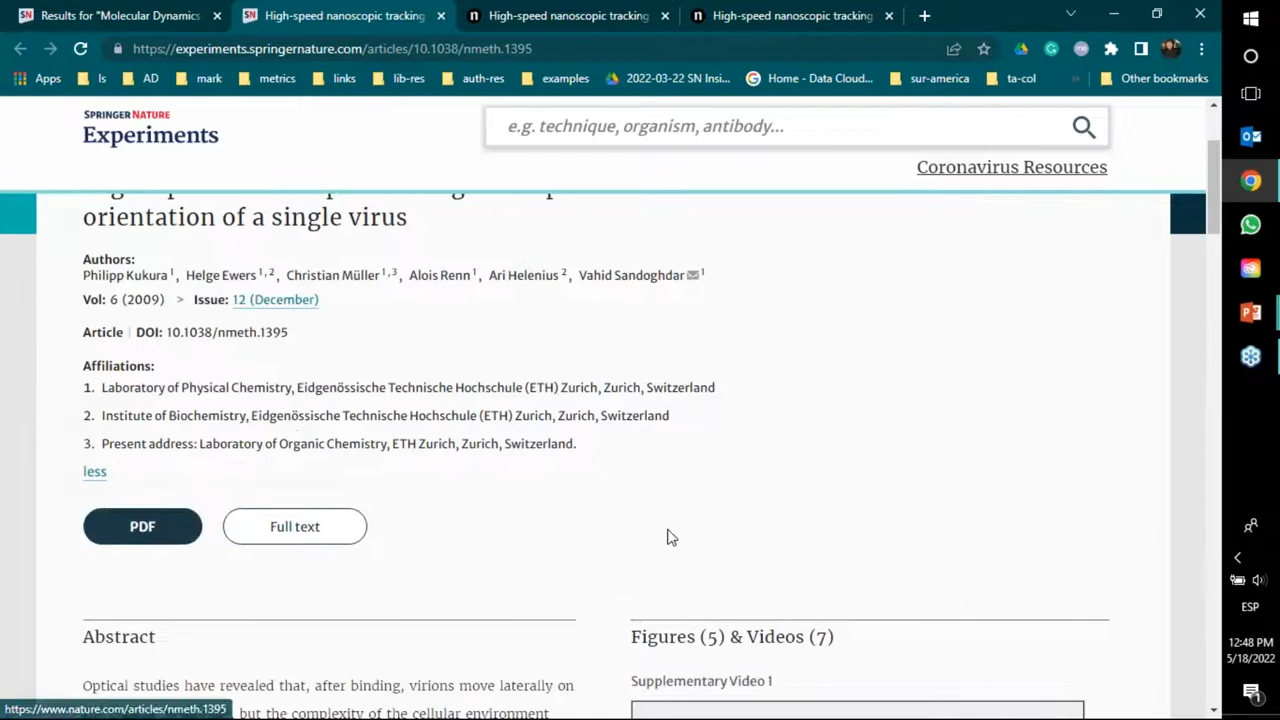 Results for "Molecular Dynamics
High-speed nanoscopic tracking
High-speed nanoscopic tracking
High-speed nanoscopic tracking
https://experiments.springernature.com/articles/10.1038/nmeth.1395
Apps
ls
AD
mark
metrics
links
lib-res
auth-res
examples
2022-03-22 SN Insi...
Home - Data Cloud...
sur-america
ta-col
»
Other bookmarks
SPRINGER NATURE
Experiments
e.g. technique, organism, antibody...
Coronavirus Resources
orientation of a single virus
Authors:
Philipp Kukura 1, Helge Ewers 1, 2, Christian Müller 1, 3, Alois Renn 1, Ari Helenius 2, Vahid Sandoghdar 1
Vol: 6 (2009) > Issue: 12 (December)
Article | DOI: 10.1038/nmeth.1395
Affiliations:
1. Laboratory of Physical Chemistry, Eidgenössische Technische Hochschule (ETH) Zurich, Zurich, Switzerland
2. Institute of Biochemistry, Eidgenössische Technische Hochschule (ETH) Zurich, Zurich, Switzerland
3. Present address: Laboratory of Organic Chemistry, ETH Zurich, Zurich, Switzerland.
less
PDF
Full text
Abstract
Figures (5) & Videos (7)
Optical studies have revealed that, after binding, virions move laterally on
Supplementary Video 1
but the complexity of the cellular environment
https://www.nature.com/articles/nmeth.1395
ESP
12:48 PM
5/18/2022
1